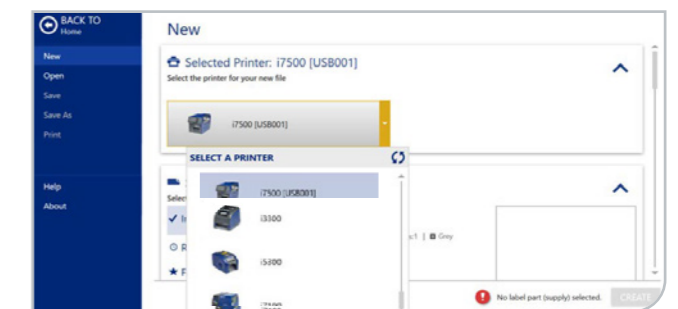 BACK TO
Home
New
Open
Save
Save As
Print
Help
About
New
Selected Printer: i7500 [USB001]
Select the printer for your new file
i7500 [USB001]
SELECT A PRINTER
i7500 [USB001]
i3300
i5300
Grey
No label part (supply) selected.
CREATE